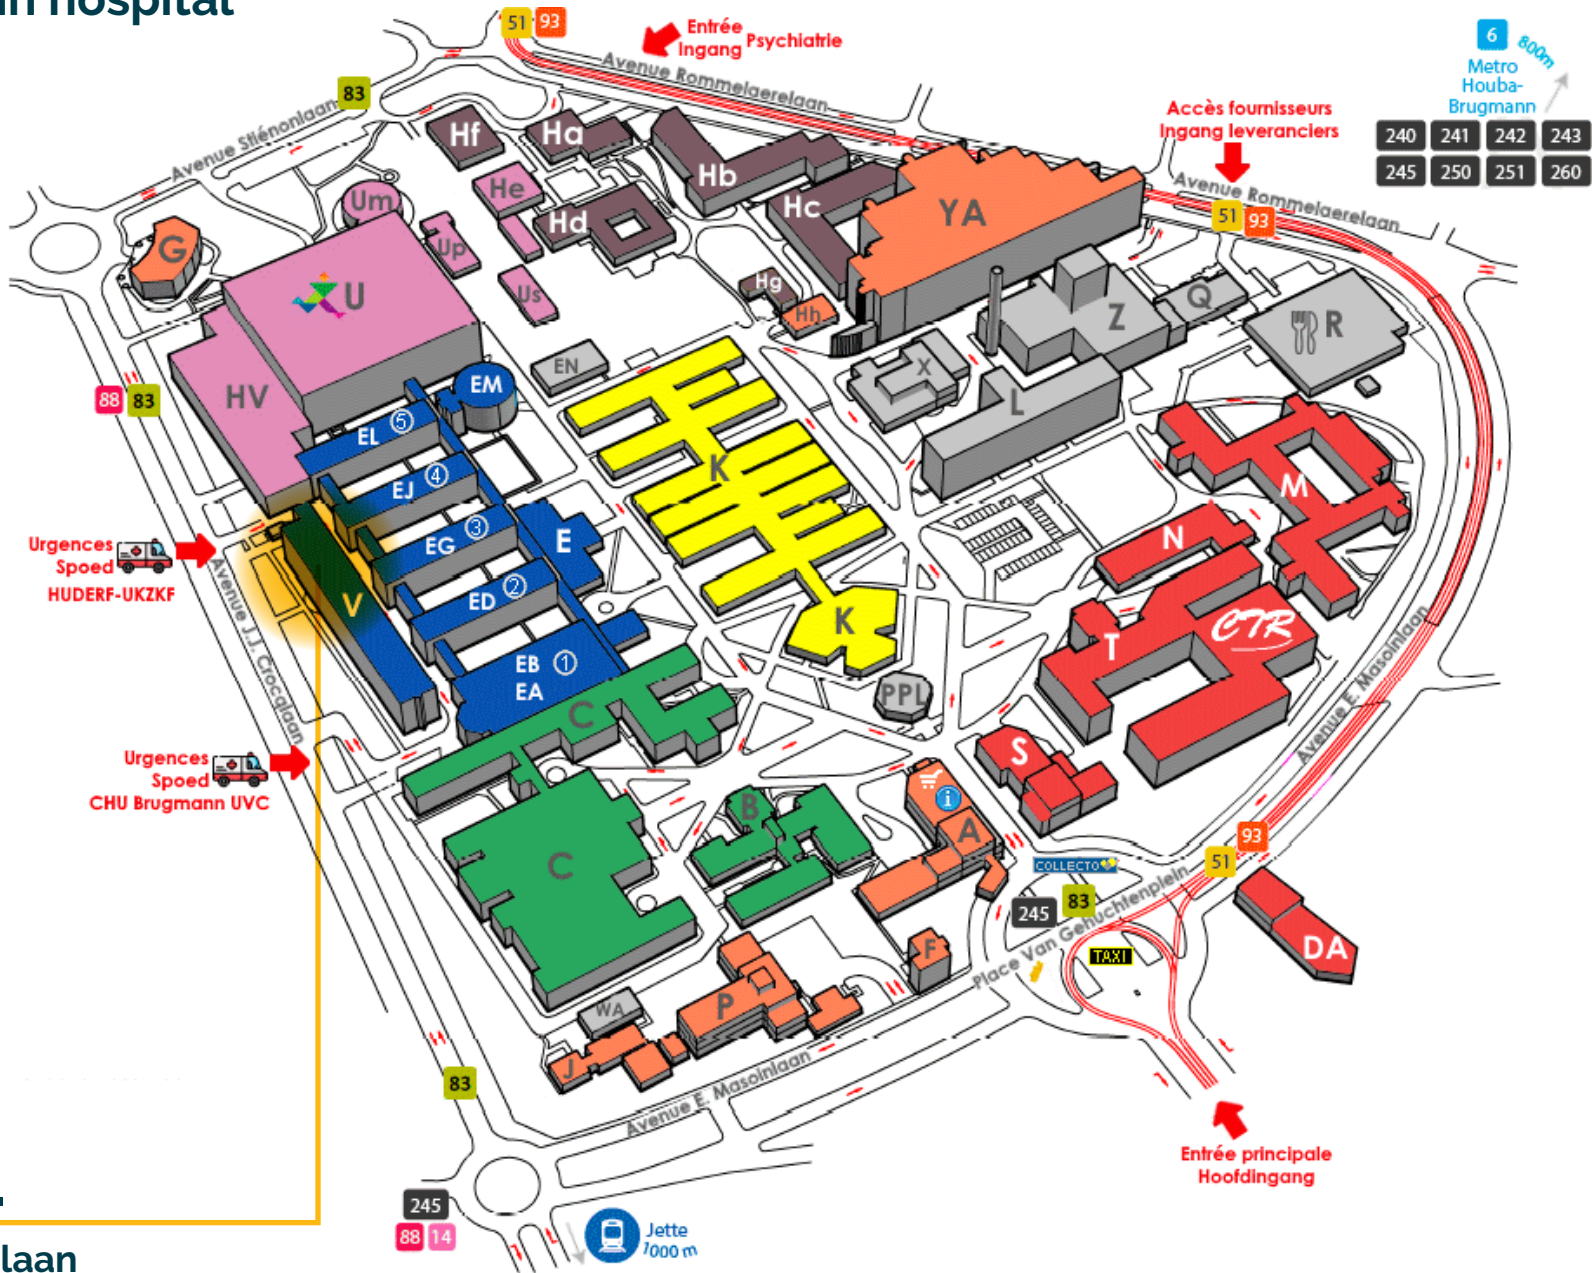 in hospital
51 93
Entrée
Ingang Psychiatrie
Avenue Rommelaerelaan
6
800m
Metro
Houba-
Brugmann
240 241 242 243
245 250 251 260
Accès fournisseurs
Ingang leveranciers
Avenue Rommelaerelaan
51 93
83
Avenue Stiénonlaan
Hf
Ha
Hb
He
Hc
Hd
YA
Um
Up
Us
G
U
HV
Hg
Hh
Z
Q
R
X
L
EN
EM
88 83
EL 5
EJ 4
EG 3
ED 2
EB 1
EA
E
K
K
M
N
T
CTR
V
Urgences
Spoed
HUDERF-UKZKF
Avenue J.J. Crocqlaan
Urgences
Spoed
CHU Brugmann UVC
PPL
C
C
B
S
i
A
Avenue E. Masoinlaan
COLLECTO
93
51
83
245
Place Van Gehuchtenplein
TAXI
DA
F
P
WA
J
Avenue E. Masoinlaan
83
Entrée principale
Hoofdingang
245
88 14
Jette
1000 m
laan